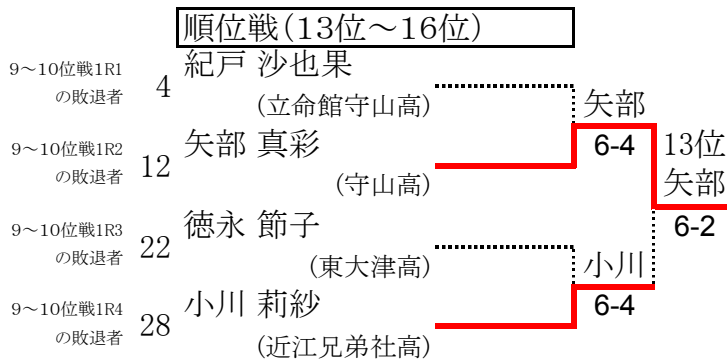 順位戦(13位～16位)
9～10位戦1R1
の敗退者
4
紀戸 沙也果
(立命館守山高)
矢部
6-4
9～10位戦1R2
の敗退者
12
矢部 真彩
(守山高)
13位
矢部
6-2
9～10位戦1R3
の敗退者
22
徳永 節子
(東大津高)
小川
6-4
9～10位戦1R4
の敗退者
28
小川 莉紗
(近江兄弟社高)